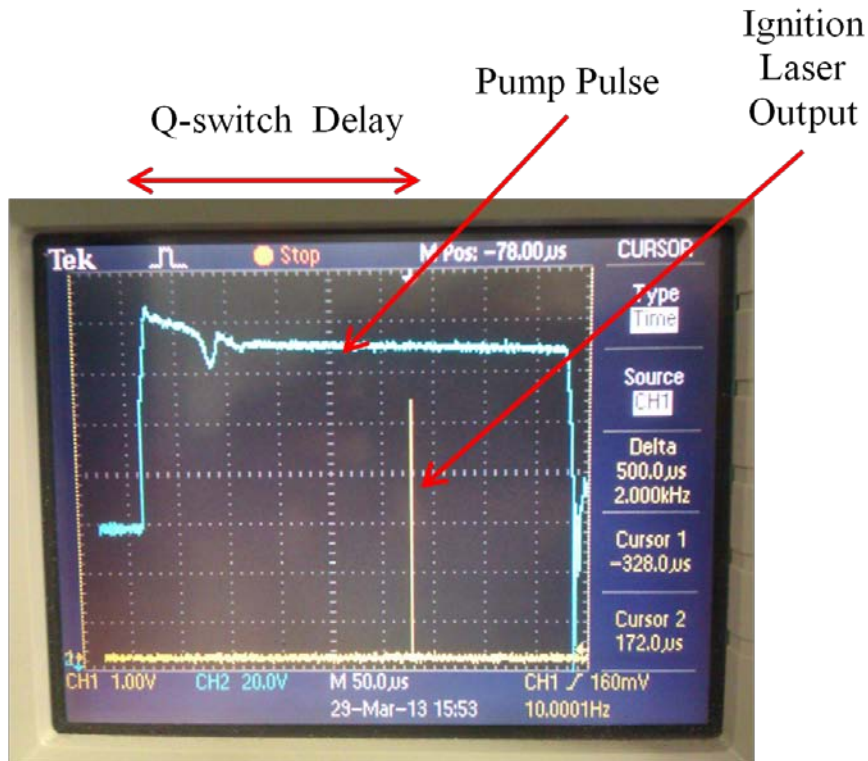 Ignition
Laser
Output
Pump Pulse
Q-switch Delay
Tek
Stop
M Pos: -78.00µs
CURSOR
Type
Time
Source
CH1
Delta
500.0µs
2.000kHz
Cursor 1
-328.0µs
Cursor 2
172.0µs
CH1 1.00V
CH2 20.0V
M 50.0µs
CH1
160mV
29-Mar-13 15:53
10.0001Hz